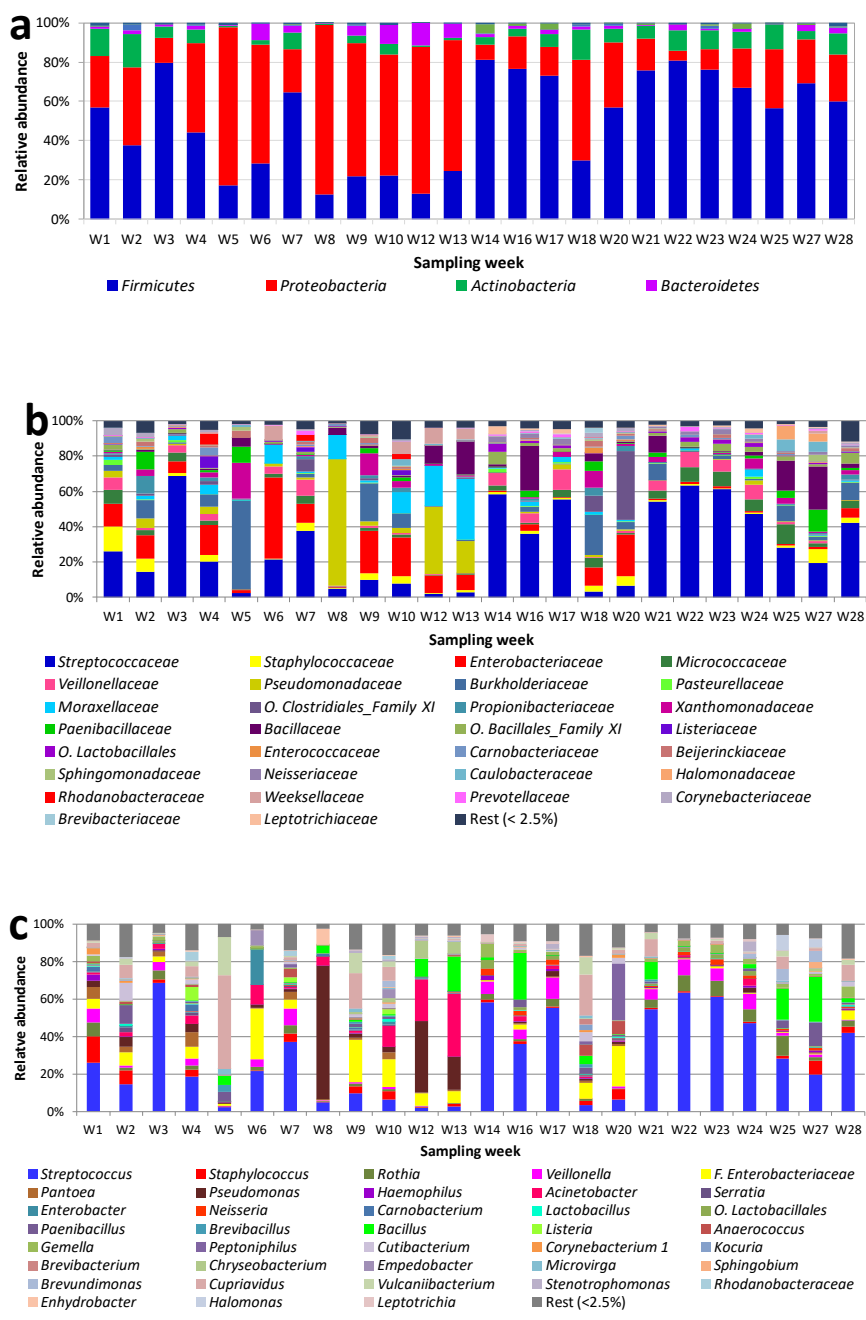 a
100%
80%
60%
40%
20%
0%
Relative abundance
W1 W2 W3 W4 W5 W6 W7 W8 W9 W10 W12 W13 W14 W16 W17 W18 W20 W21 W22 W23 W24 W25 W27 W28
Sampling week
Firmicutes Proteobacteria Actinobacteria Bacteroidetes
b
100%
80%
60%
40%
20%
0%
Relative abundance
W1 W2 W3 W4 W5 W6 W7 W8 W9 W10 W12 W13 W14 W16 W17 W18 W20 W21 W22 W23 W24 W25 W27 W28
Sampling week
Streptococcaceae Staphylococcaceae Enterobacteriaceae Micrococcaceae
Veillonellaceae Pseudomonadaceae Burkholderiaceae Pasteurellaceae
Moraxellaceae O. Clostridiales_Family XI Propionibacteriaceae Xanthomonadaceae
Paenibacillaceae Bacillaceae O. Bacillales_Family XI Listeriaceae
O. Lactobacillales Enterococcaceae Carnobacteriaceae Beijerinckiaceae
Sphingomonadaceae Neisseriaceae Caulobacteraceae Halomonadaceae
Rhodanobacteraceae Weeksellaceae Prevotellaceae Corynebacteriaceae
Brevibacteriaceae Leptotrichiaceae Rest (< 2.5%)
c
100%
80%
60%
40%
20%
0%
Relative abundance
W1 W2 W3 W4 W5 W6 W7 W8 W9 W10 W12 W13 W14 W16 W17 W18 W20 W21 W22 W23 W24 W25 W27 W28
Sampling week
Streptococcus Staphylococcus Rothia Veillonella F. Enterobacteriaceae
Pantoea Pseudomonas Haemophilus Acinetobacter Serratia
Enterobacter Neisseria Carnobacterium Lactobacillus O. Lactobacillales
Paenibacillus Brevibacillus Bacillus Listeria Anaerococcus
Gemella Peptoniphilus Cutibacterium Corynebacterium 1 Kocuria
Brevibacterium Chryseobacterium Empedobacter Microvirga Sphingobium
Brevundimonas Cupriavidus Vulcaniibacterium Stenotrophomonas Rhodanobacteraceae
Enhydrobacter Halomonas Leptotrichia Rest (<2.5%)